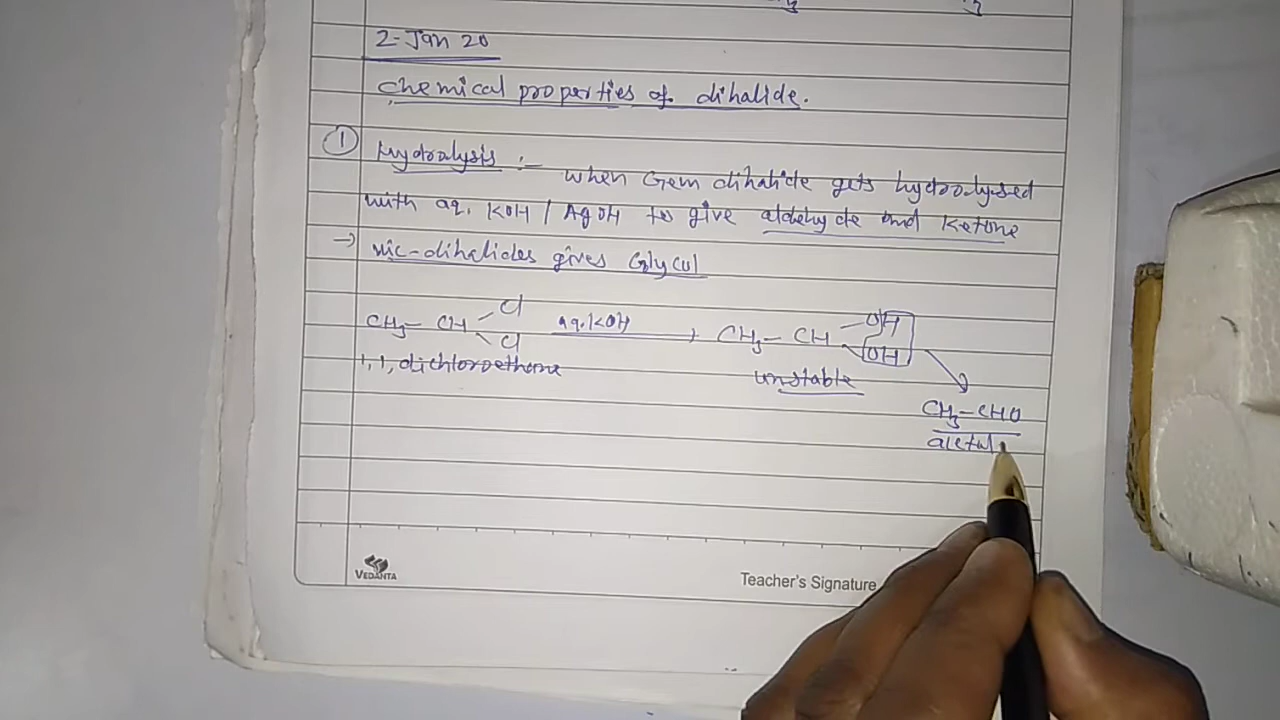 2-Jan 20
chemical properties of dihalide.
① Hydrolysis :- when Gem dihalide gets hydrolysed
with aq. KOH / AgOH to give aldehyde and Ketone
→ vic-dihalides gives Glycol
CH3- CH Cl Cl aq.KOH → CH3- CH OH OH
1,1, dichloroethane unstable
CH3-CHO
acetal
VEDANTA Teacher's Signature